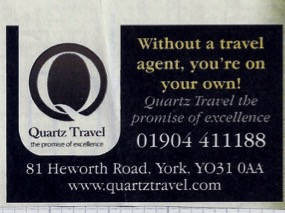 Without a travel
agent, you're on
your own!
Quartz Travel the
promise of excellence
01904 411188
Q
Quartz Travel
the promise of excellence
81 Heworth Road, York, YO31 0AA
www.quartztravel.com